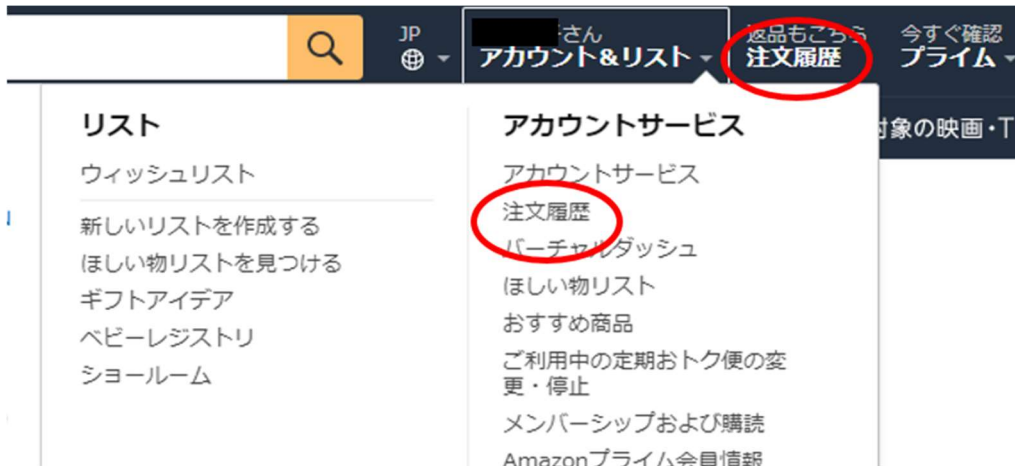 JP
さん
アカウント&リスト
返品もこちら
注文履歴
今すぐ確認
プライム
対象の映画・T
リスト
ウィッシュリスト
新しいリストを作成する
ほしい物リストを見つける
ギフトアイデア
ベビーレジストリ
ショールーム
アカウントサービス
アカウントサービス
注文履歴
バーチャルダッシュ
ほしい物リスト
おすすめ商品
ご利用中の定期おトク便の変
更・停止
メンバーシップおよび購読
Amazonプライム会員情報